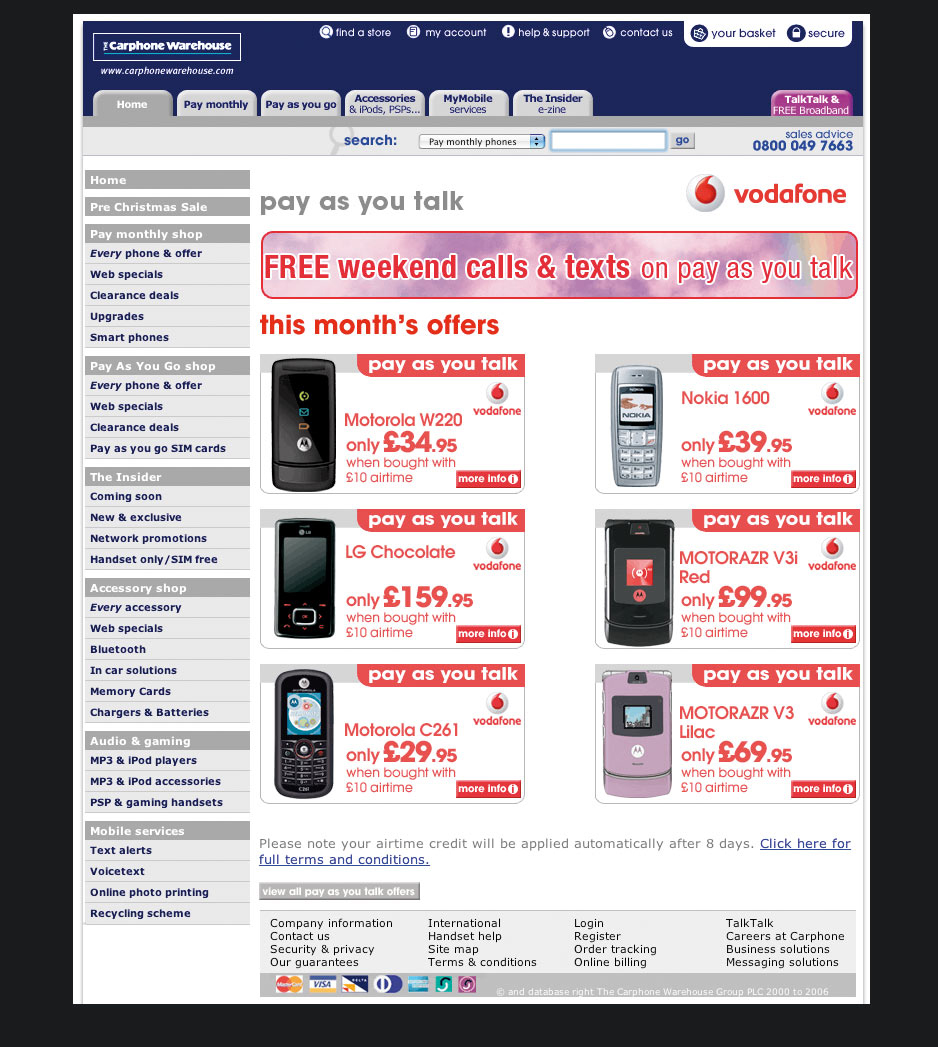 find a store my account help & support contact us your basket secure
THE Carphone Warehouse
www.carphonewarehouse.com
Home
Pay monthly
Pay as you go
Accessories
& iPods, PSPs...
MyMobile
services
The Insider
e-zine
TalkTalk &
FREE Broadband
search: Pay monthly phones go
sales advice
0800 049 7663
Home
Pre Christmas Sale
Pay monthly shop
Every phone & offer
Web specials
Clearance deals
Upgrades
Smart phones
Pay As You Go shop
Every phone & offer
Web specials
Clearance deals
Pay as you go SIM cards
The Insider
Coming soon
New & exclusive
Network promotions
Handset only/SIM free
Accessory shop
Every accessory
Web specials
Bluetooth
In car solutions
Memory Cards
Chargers & Batteries
Audio & gaming
MP3 & iPod players
MP3 & iPod accessories
PSP & gaming handsets
Mobile services
Text alerts
Voicetext
Online photo printing
Recycling scheme
pay as you talk
vodafone
FREE weekend calls & texts on pay as you talk
this month's offers
pay as you talk
vodafone
Motorola W220
only £34.95
when bought with
£10 airtime
more info i
pay as you talk
Nokia 1600
vodafone
NOKIA
NOKIA
only £39.95
when bought with
£10 airtime
more info i
pay as you talk
LG
LG Chocolate
vodafone
OK
only £159.95
when bought with
£10 airtime
more info i
pay as you talk
MOTORAZR V3i
Red
vodafone
only £99.95
when bought with
£10 airtime
more info i
pay as you talk
vodafone
MOTOROLA
Motorola C261
only £29.95
when bought with
£10 airtime
more info i
C261
pay as you talk
MOTORAZR V3
Lilac
vodafone
only £69.95
when bought with
£10 airtime
more info i
Please note your airtime credit will be applied automatically after 8 days. Click here for
full terms and conditions.
view all pay as you talk offers
Company information
Contact us
Security & privacy
Our guarantees
International
Handset help
Site map
Terms & conditions
Login
Register
Order tracking
Online billing
TalkTalk
Careers at Carphone
Business solutions
Messaging solutions
MasterCard VISA DELTA
© and database right The Carphone Warehouse Group PLC 2000 to 2006